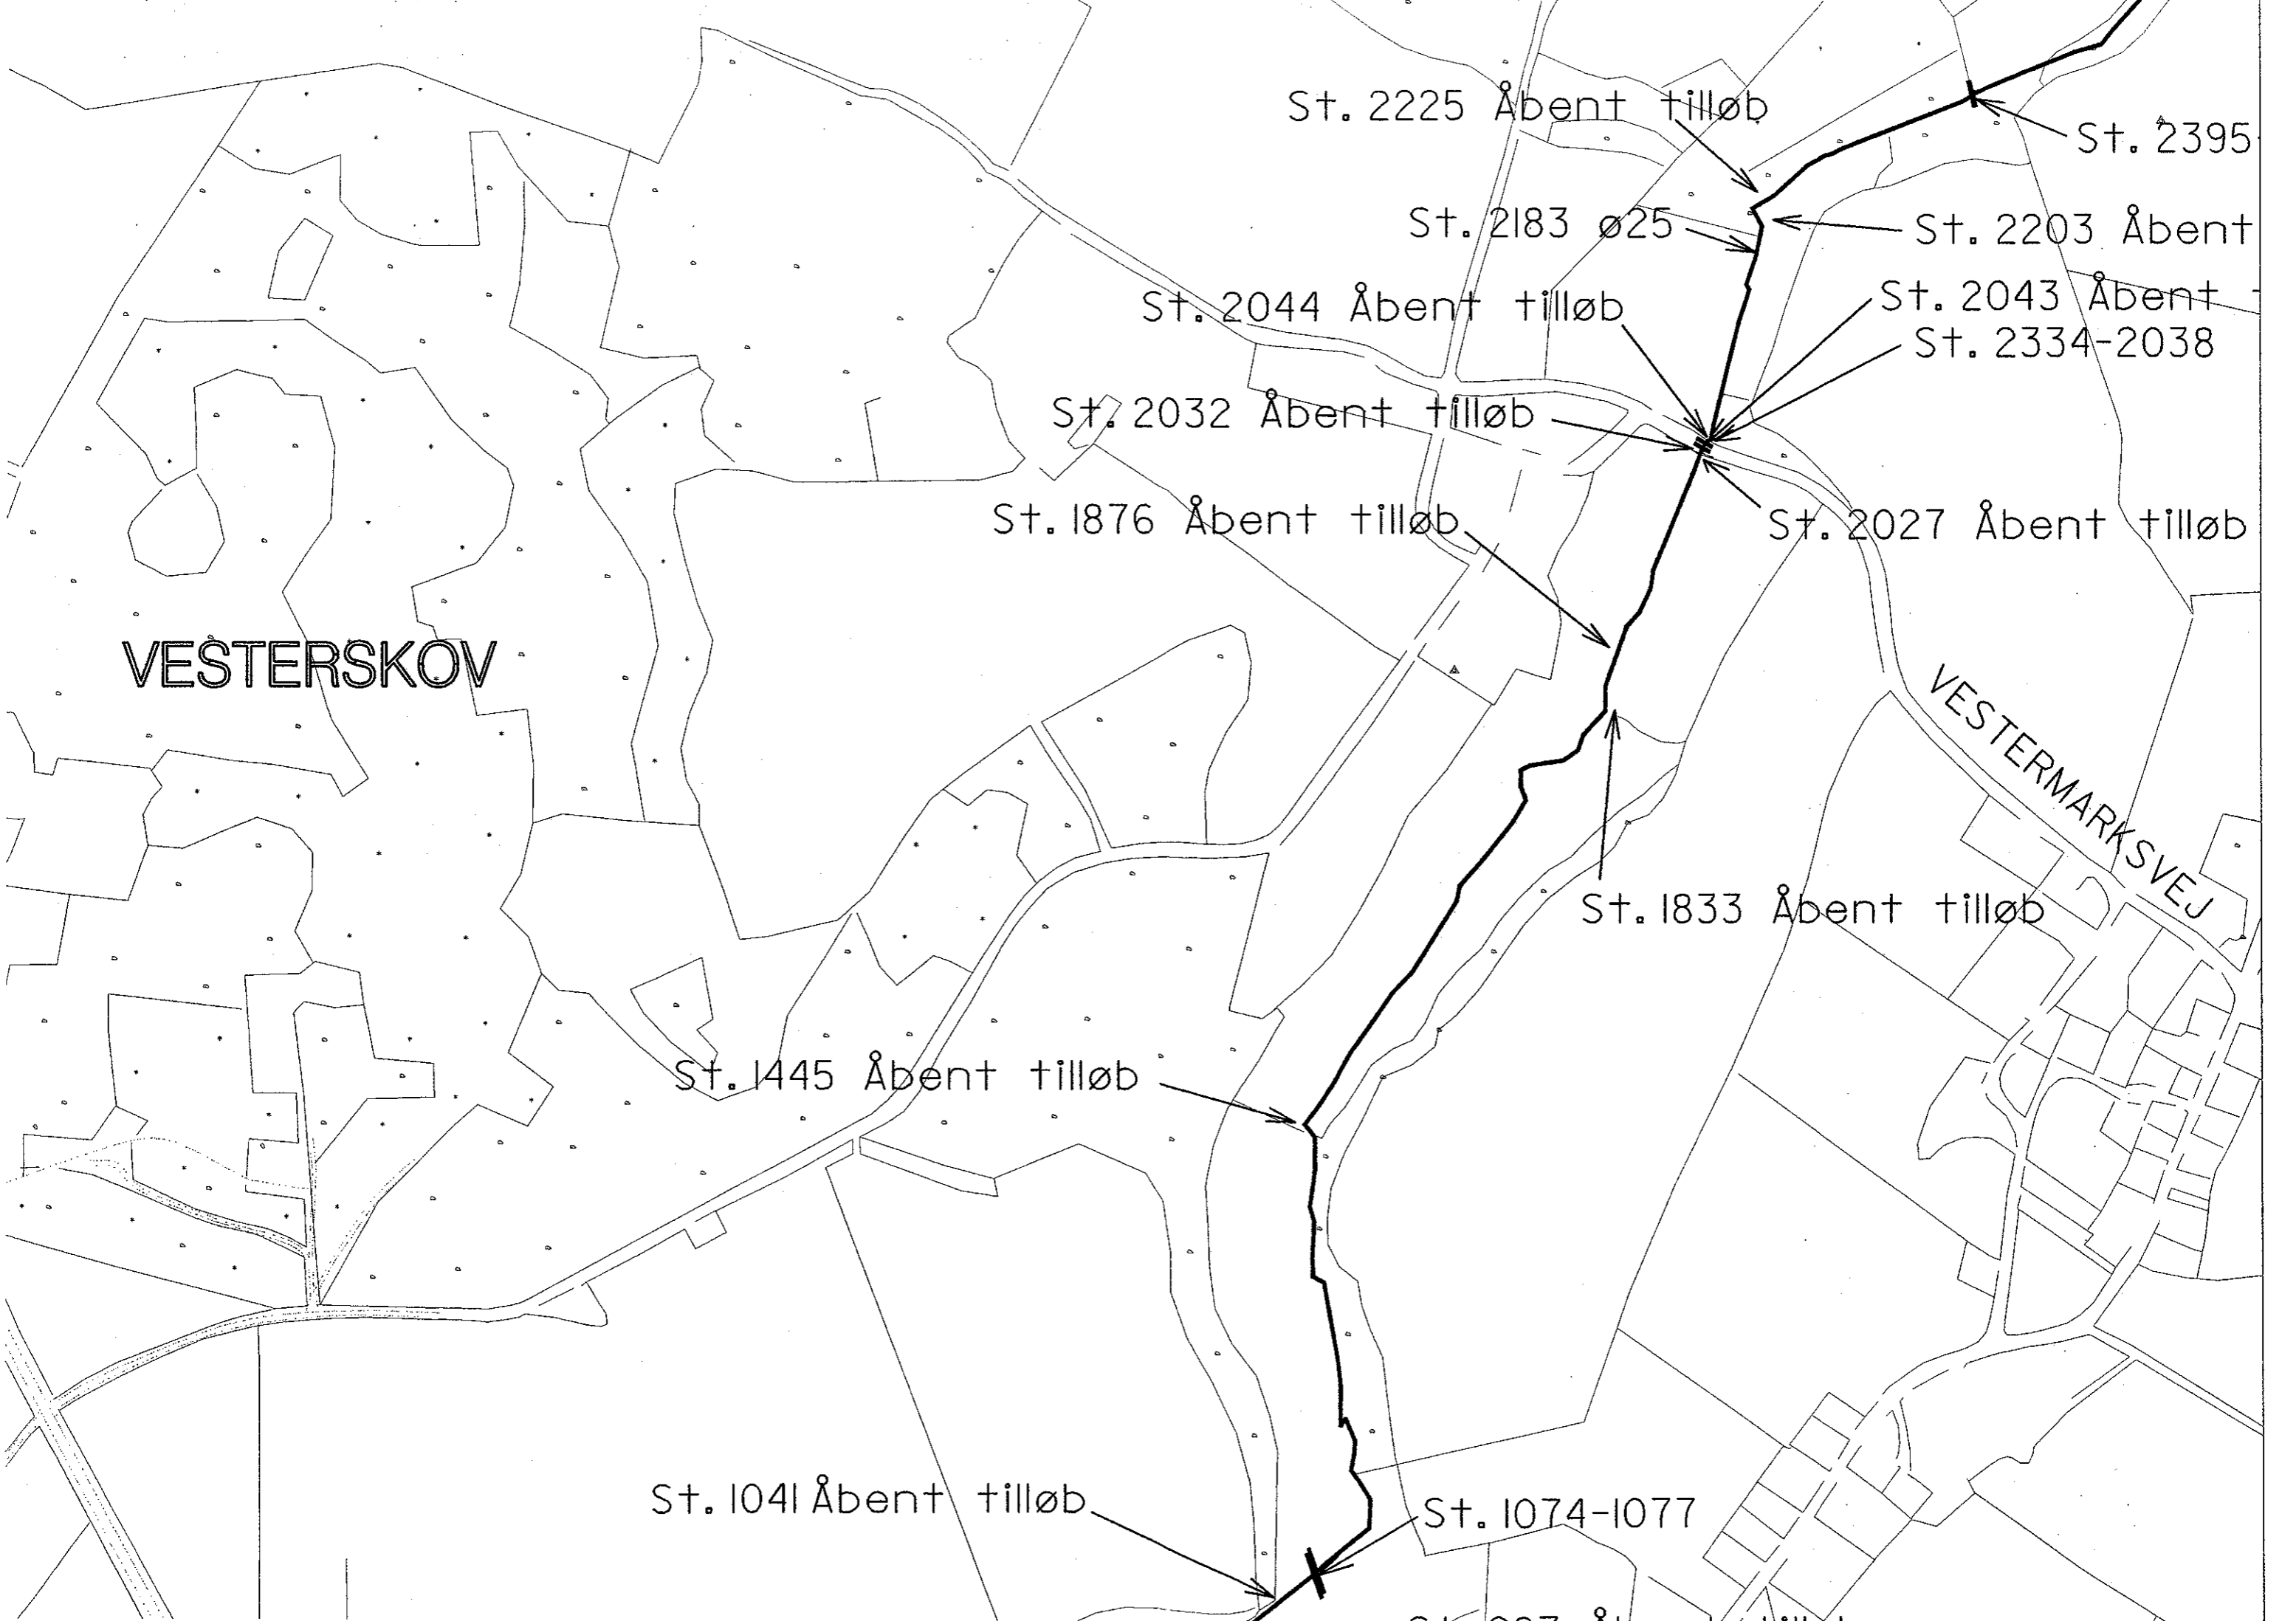 St. 2225 Åbent tilløb
St. 2395
St. 2183 ø25
St. 2203 Åbent
St. 2044 Åbent tilløb
St. 2043 Åbent
St. 2334-2038
St. 2032 Åbent tilløb
St. 1876 Åbent tilløb
St. 2027 Åbent tilløb
VESTERSKOV
VESTERMARKSVEJ
St. 1833 Åbent tilløb
St. 1445 Åbent tilløb
St. 1041 Åbent tilløb
St. 1074-1077